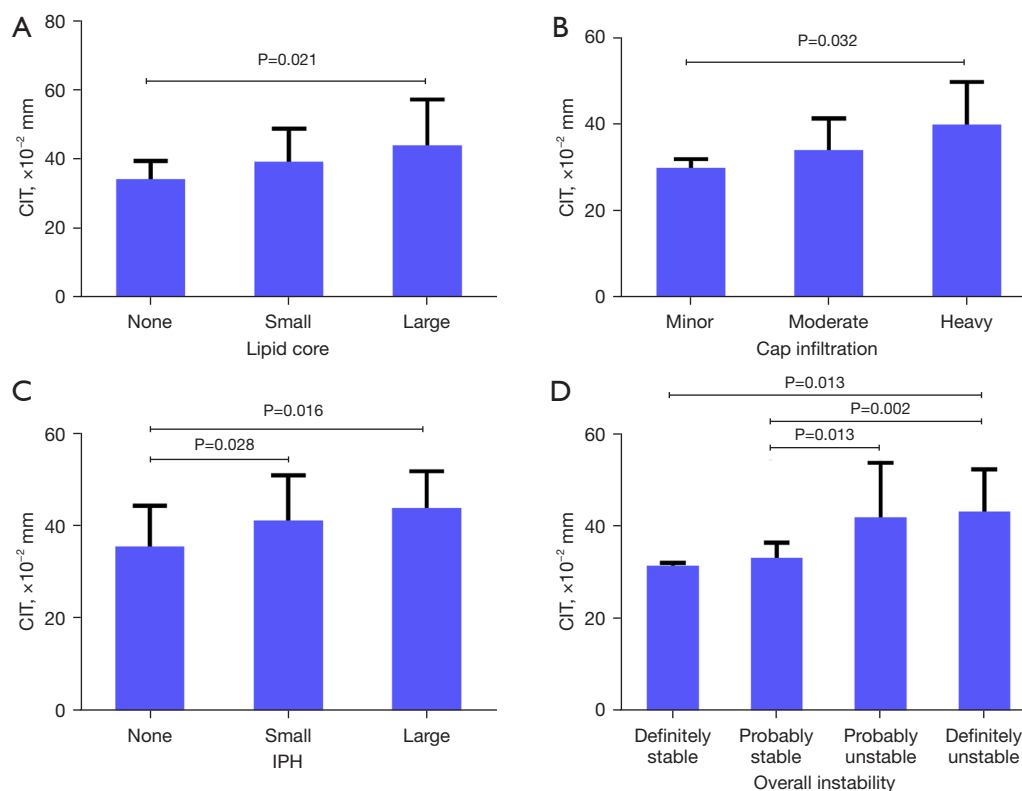 A
80
P=0.021
60
40
20
0
CIT, ×10⁻² mm
None Small Large
Lipid core
B
60
P=0.032
40
20
0
CIT, ×10⁻² mm
Minor Moderate Heavy
Cap infiltration
C
P=0.016
P=0.028
60
40
20
0
CIT, ×10⁻² mm
None Small Large
IPH
D
P=0.013
P=0.002
P=0.013
60
40
20
0
CIT, ×10⁻² mm
Definitely Probably Probably Definitely
stable stable unstable unstable
Overall instability